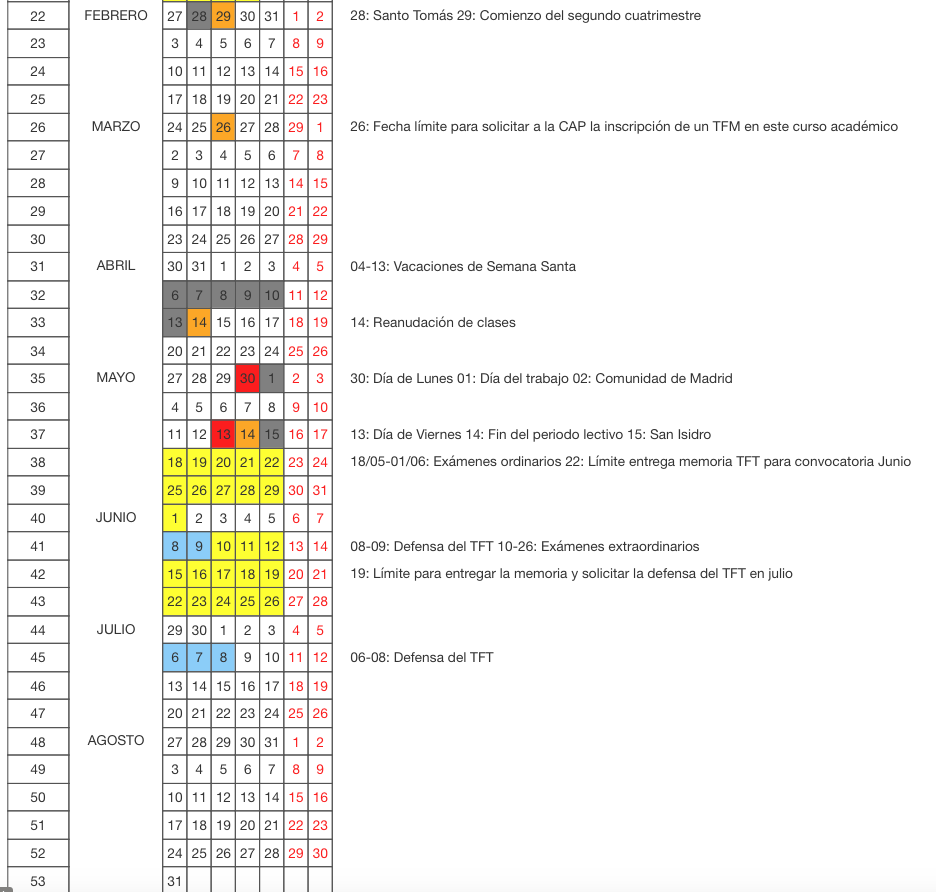 22 FEBRERO 27 28 29 30 31 1 2 28: Santo Tomás 29: Comienzo del segundo cuatrimestre
23 3 4 5 6 7 8 9
24 10 11 12 13 14 15 16
25 17 18 19 20 21 22 23
26 MARZO 24 25 26 27 28 29 1 26: Fecha límite para solicitar a la CAP la inscripción de un TFM en este curso académico
27 2 3 4 5 6 7 8
28 9 10 11 12 13 14 15
29 16 17 18 19 20 21 22
30 23 24 25 26 27 28 29
31 ABRIL 30 31 1 2 3 4 5 04-13: Vacaciones de Semana Santa
32 6 7 8 9 10 11 12
33 13 14 15 16 17 18 19 14: Reanudación de clases
34 20 21 22 23 24 25 26
35 MAYO 27 28 29 30 1 2 3 30: Día de Lunes 01: Día del trabajo 02: Comunidad de Madrid
36 4 5 6 7 8 9 10
37 11 12 13 14 15 16 17 13: Día de Viernes 14: Fin del periodo lectivo 15: San Isidro
38 18 19 20 21 22 23 24 18/05-01/06: Exámenes ordinarios 22: Límite entrega memoria TFT para convocatoria Junio
39 25 26 27 28 29 30 31
40 JUNIO 1 2 3 4 5 6 7
41 8 9 10 11 12 13 14 08-09: Defensa del TFT 10-26: Exámenes extraordinarios
42 15 16 17 18 19 20 21 19: Límite para entregar la memoria y solicitar la defensa del TFT en julio
43 22 23 24 25 26 27 28
44 JULIO 29 30 1 2 3 4 5
45 6 7 8 9 10 11 12 06-08: Defensa del TFT
46 13 14 15 16 17 18 19
47 20 21 22 23 24 25 26
48 AGOSTO 27 28 29 30 31 1 2
49 3 4 5 6 7 8 9
50 10 11 12 13 14 15 16
51 17 18 19 20 21 22 23
52 24 25 26 27 28 29 30
53 31